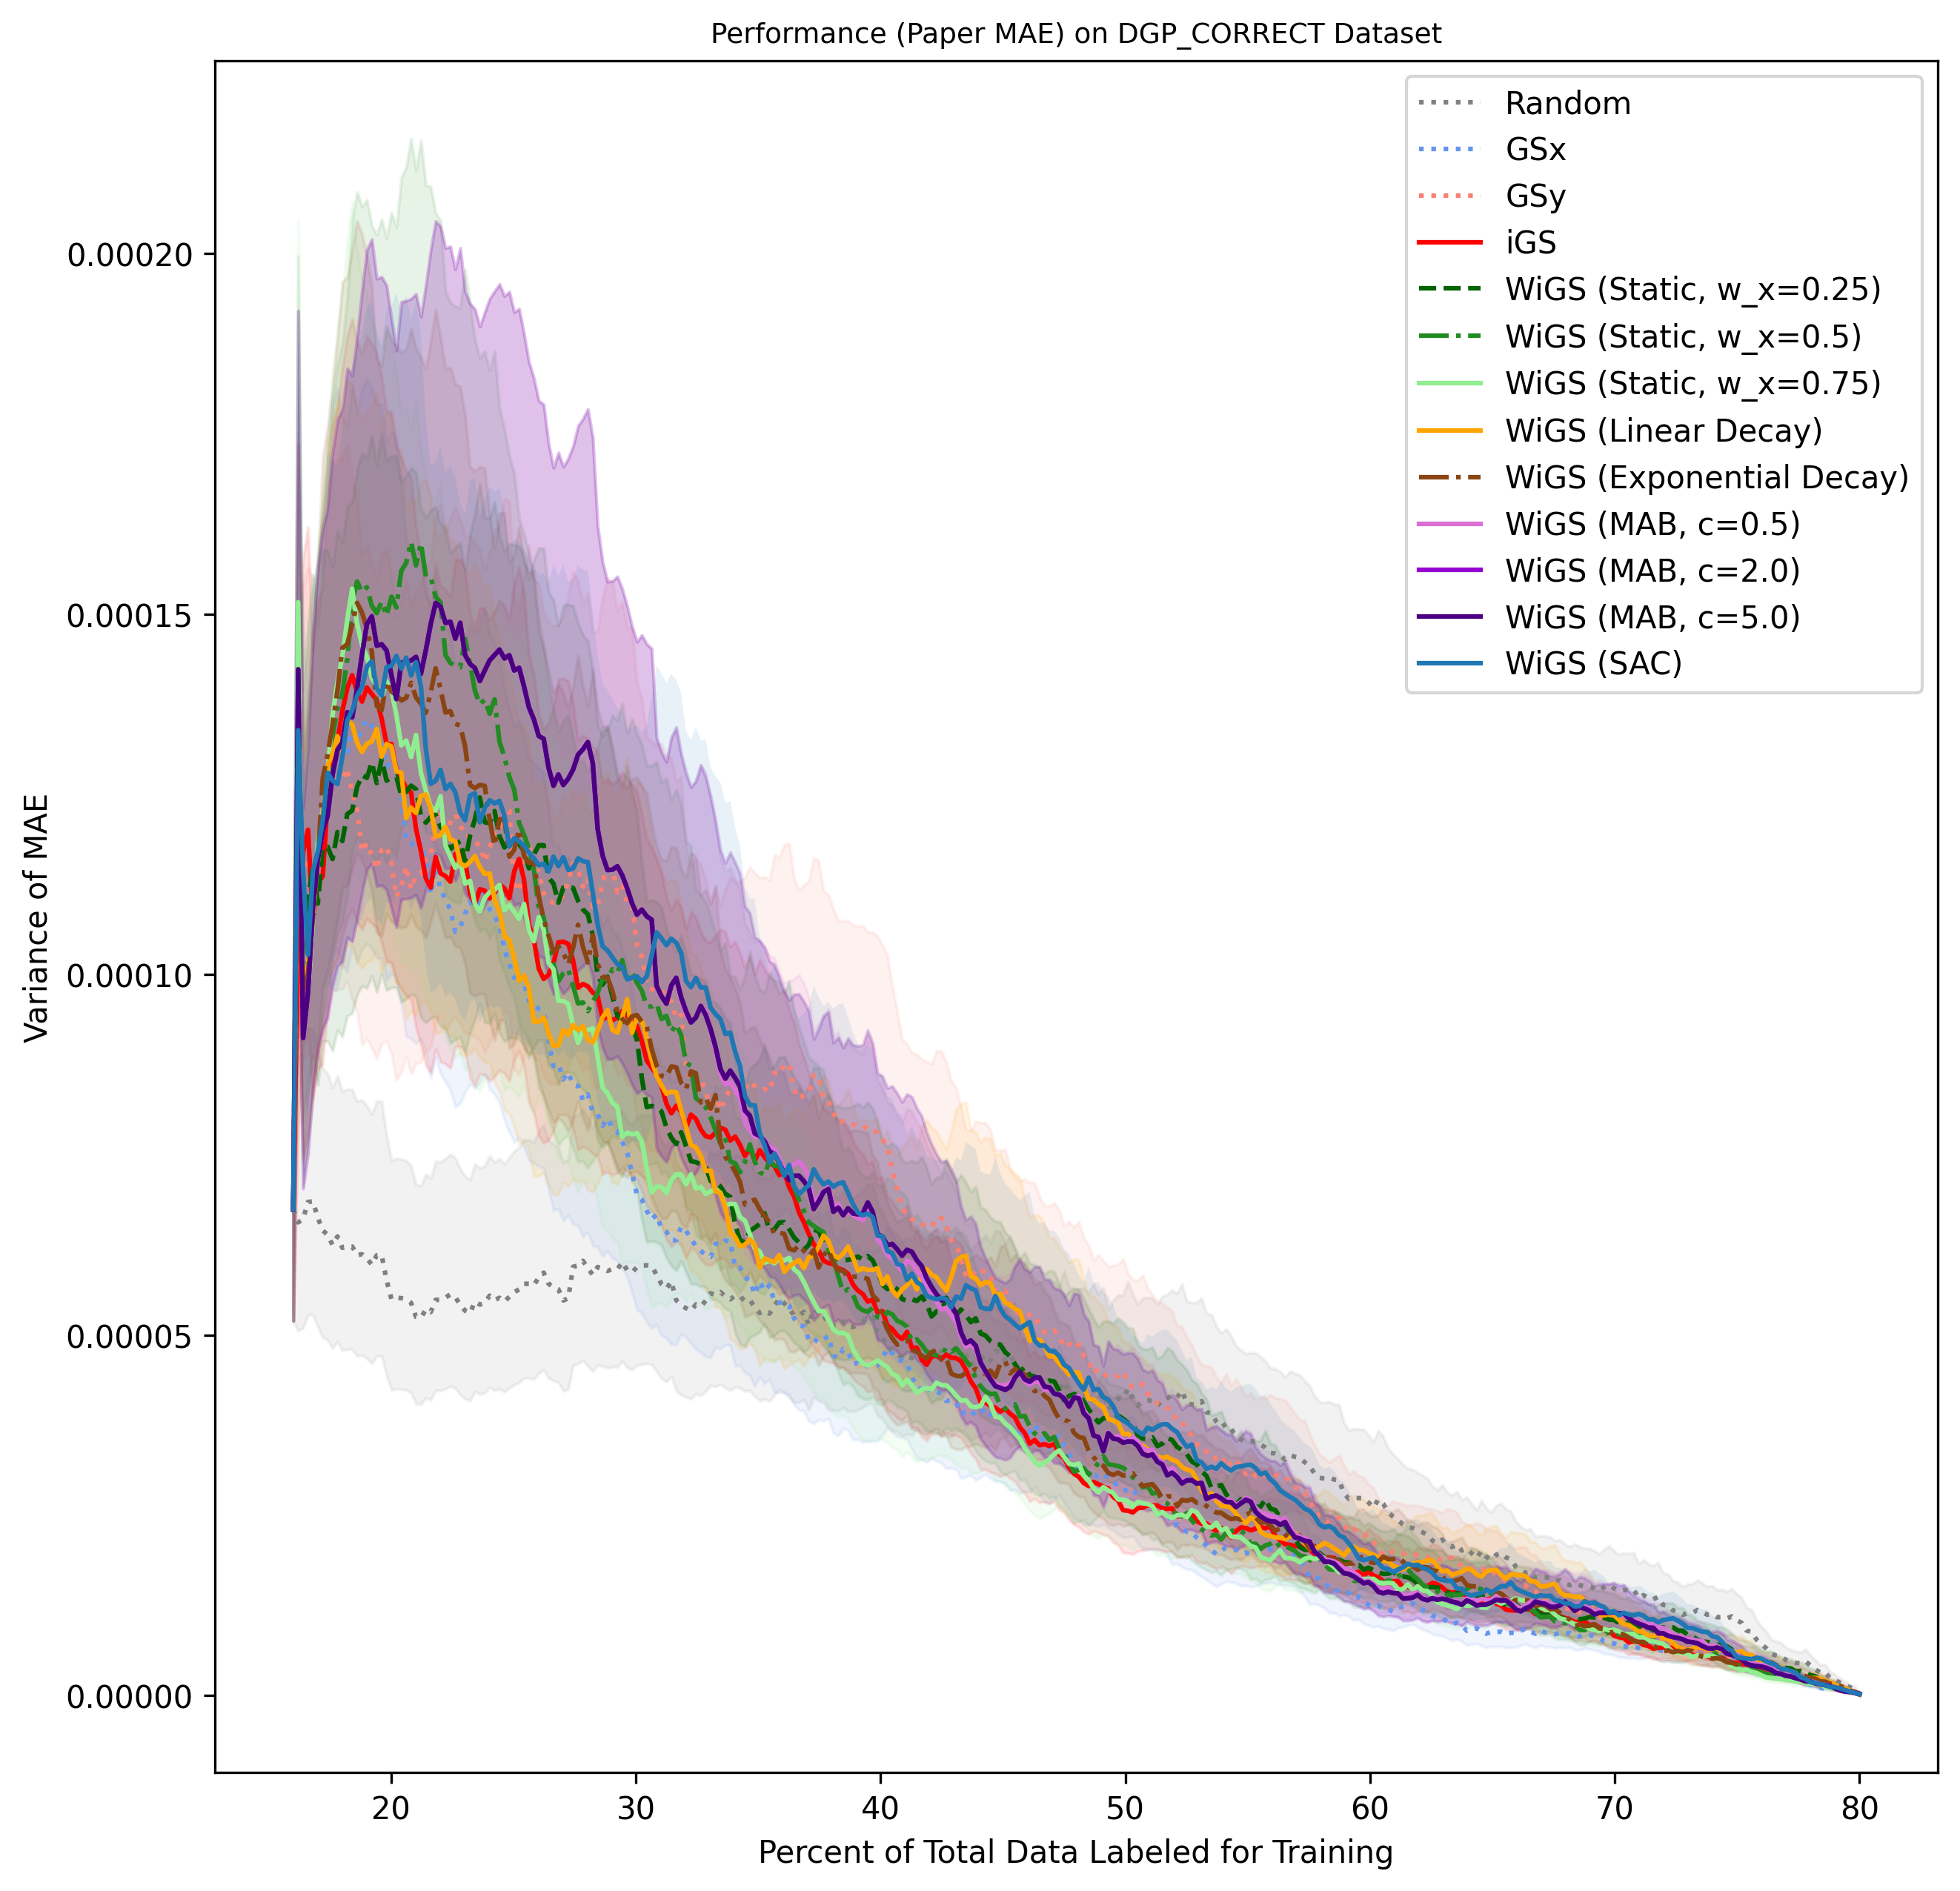 Performance (Paper MAE) on DGP_CORRECT Dataset
Random
GSx
GSy
iGS
WiGS (Static, w_x=0.25)
WiGS (Static, w_x=0.5)
WiGS (Static, w_x=0.75)
WiGS (Linear Decay)
WiGS (Exponential Decay)
WiGS (MAB, c=0.5)
WiGS (MAB, c=2.0)
WiGS (MAB, c=5.0)
WiGS (SAC)
Variance of MAE
0.00020
0.00015
0.00010
0.00005
0.00000
20 30 40 50 60 70 80
Percent of Total Data Labeled for Training